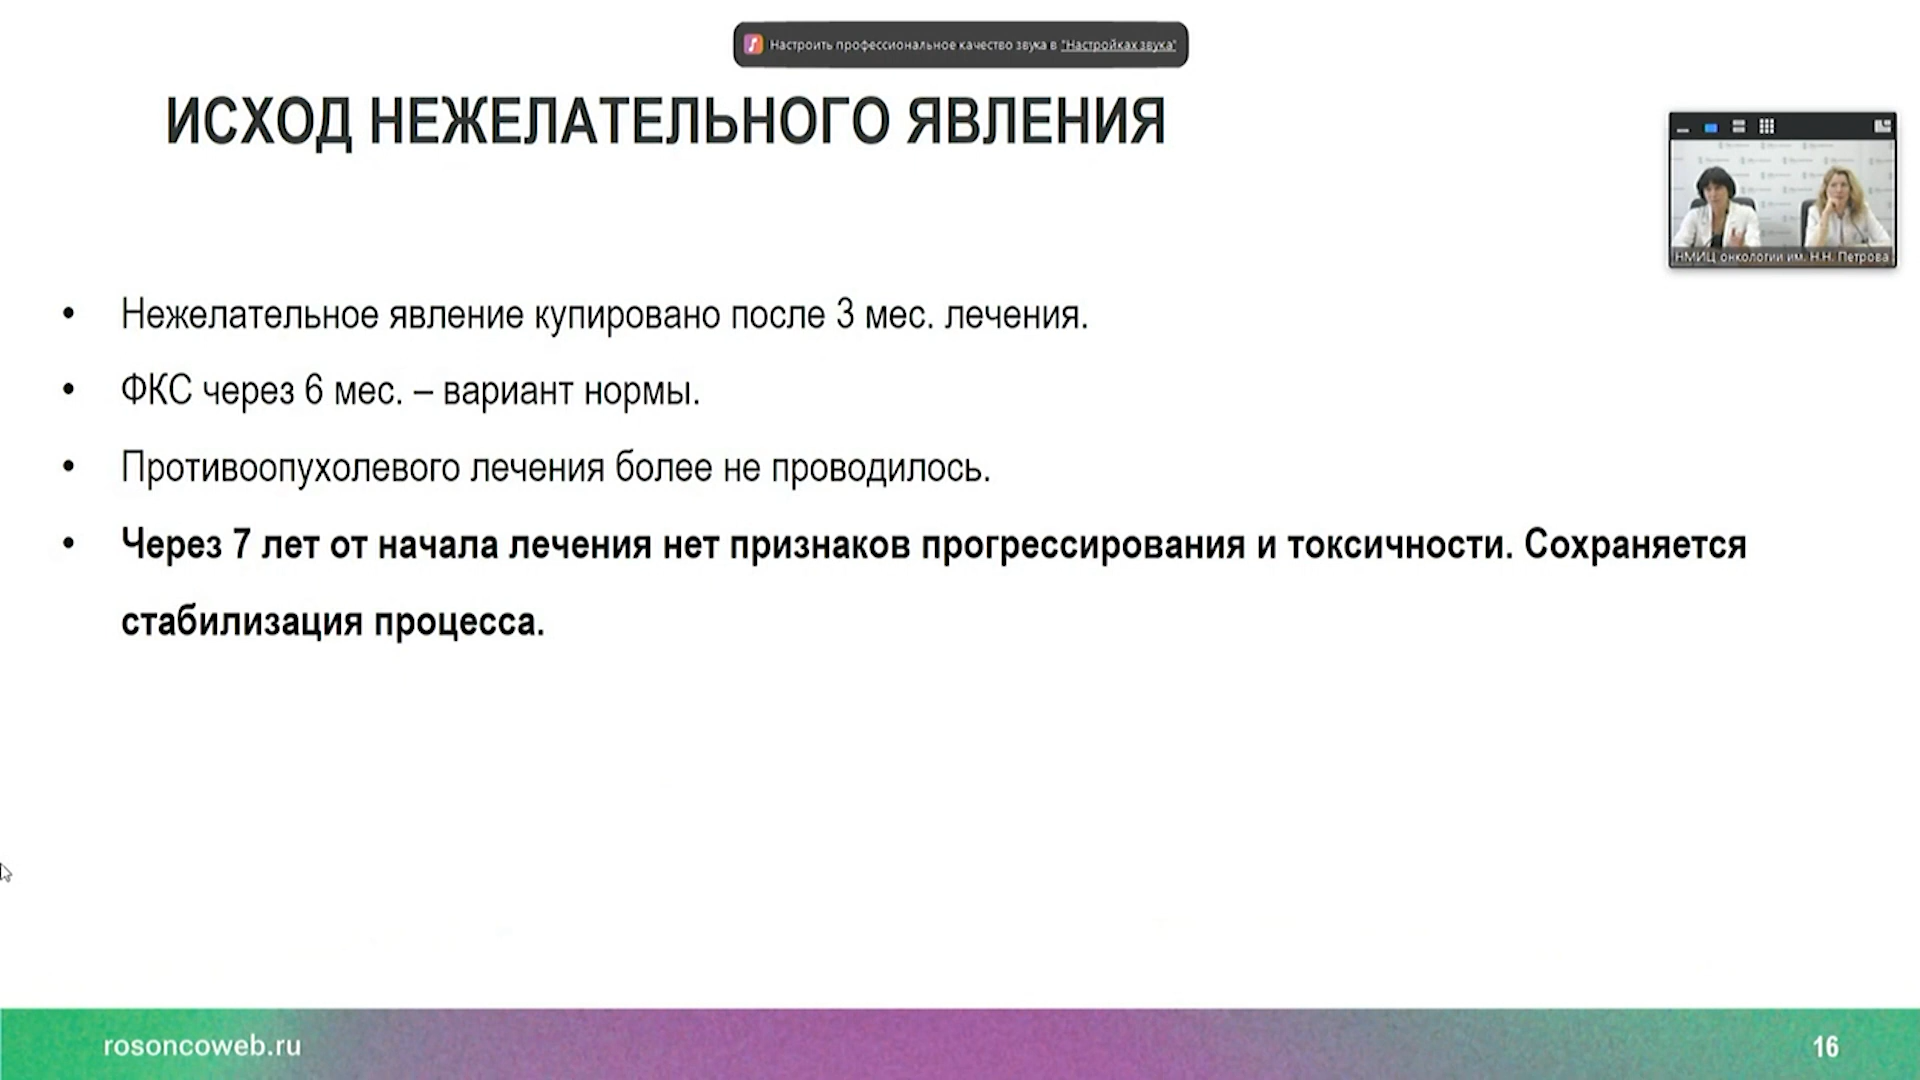 Настроить профессиональное качество звука в "Настройках звука"
ИСХОД НЕЖЕЛАТЕЛЬНОГО ЯВЛЕНИЯ
НМИЦ онкологии им. Н.Н. Петрова
• Нежелательное явление купировано после 3 мес. лечения.
• ФКС через 6 мес. – вариант нормы.
• Противоопухолевого лечения более не проводилось.
• Через 7 лет от начала лечения нет признаков прогрессирования и токсичности. Сохраняется
стабилизация процесса.
rosoncoweb.ru
16